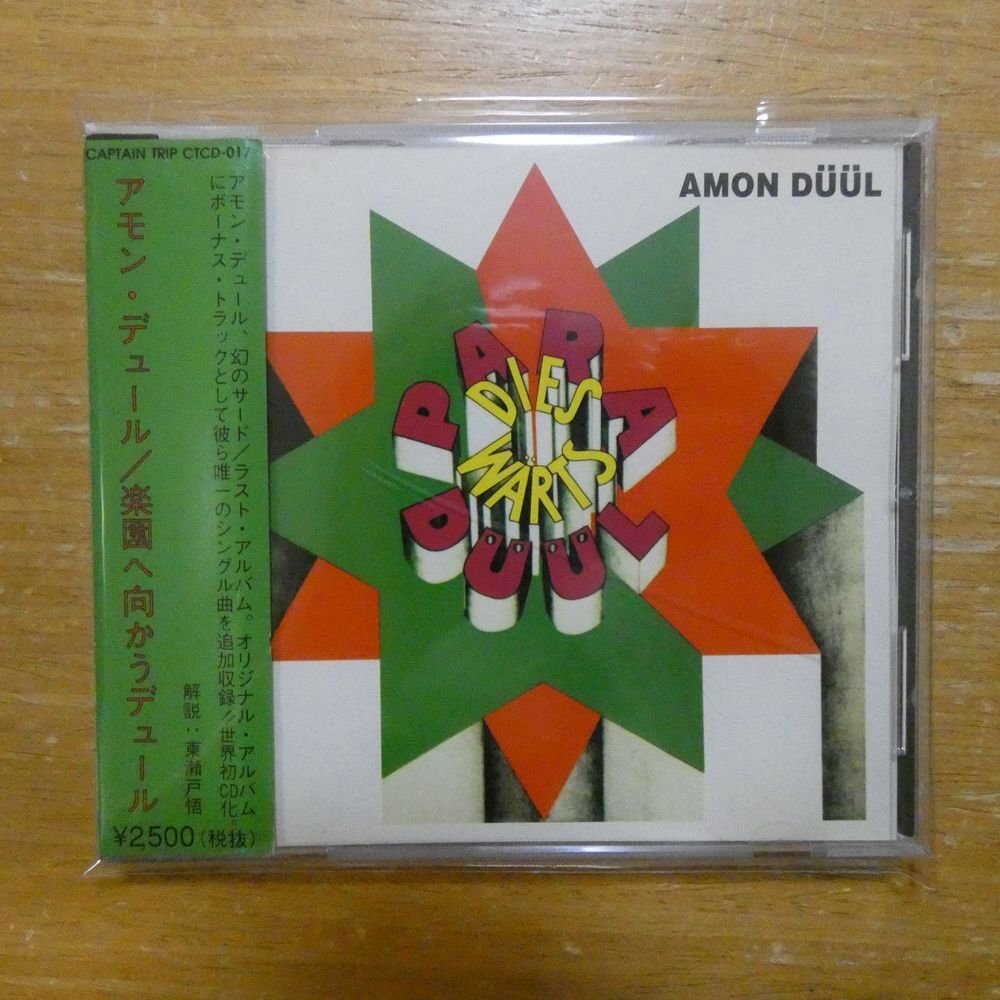 CAPTAIN TRIP CTCD-017
アモン・デュール／楽園へ向かうデュール
アモン・デュール、幻のサード／ラスト・アルバム。オリジナル・アルバム
にボーナス・トラックとして彼ら唯一のシングル曲を追加収録！／世界初CD化。
解説：東瀬戸悟
¥2,500（税抜）
AMON DÜÜL
PARA
DIES
WÄRTS
DÜÜL